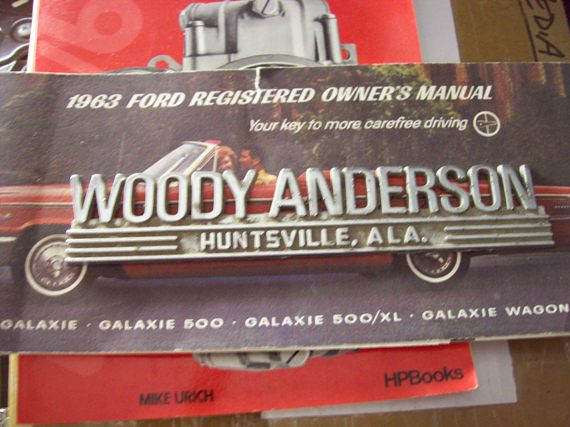 1963 FORD REGISTERED OWNER'S MANUAL
Your key to more carefree driving
WOODY ANDERSON
HUNTSVILLE, ALA.
GALAXIE · GALAXIE 500 · GALAXIE 500/XL · GALAXIE WAGON
MIKE URICH
HPBooks